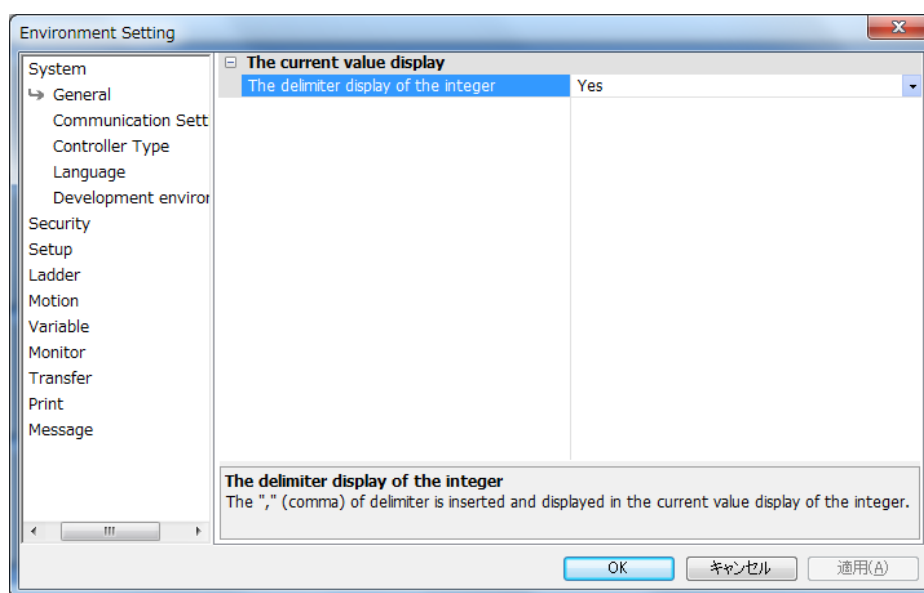 Environment Setting
System
General
Communication Sett
Controller Type
Language
Development enviror
Security
Setup
Ladder
Motion
Variable
Monitor
Transfer
Print
Message
The current value display
The delimiter display of the integer Yes
The delimiter display of the integer
The "," (comma) of delimiter is inserted and displayed in the current value display of the integer.
OK キャンセル 適用(A)